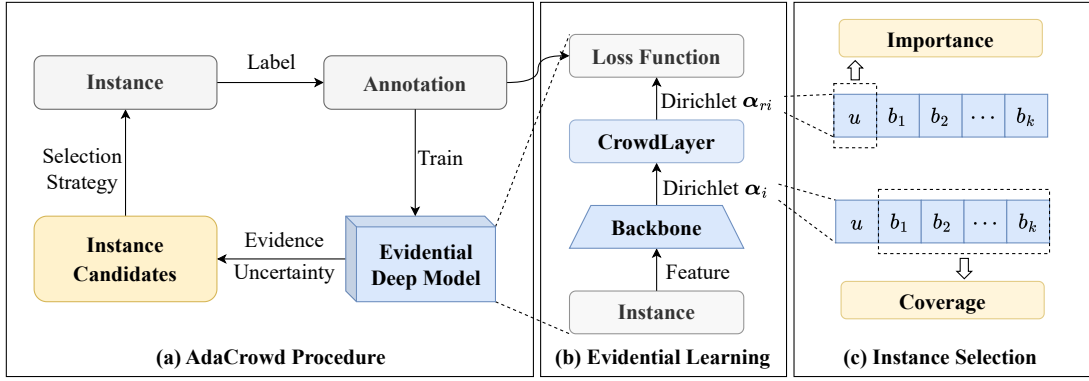 Instance
Label
Annotation
Selection
Strategy
Train
Instance
Candidates
Evidence
Uncertainty
Evidential
Deep Model
(a) AdaCrowd Procedure
Loss Function
Dirichlet α_ri
CrowdLayer
Dirichlet α_i
Backbone
Feature
Instance
(b) Evidential Learning
Importance
u b_1 b_2 ⋯ b_k
u b_1 b_2 ⋯ b_k
Coverage
(c) Instance Selection